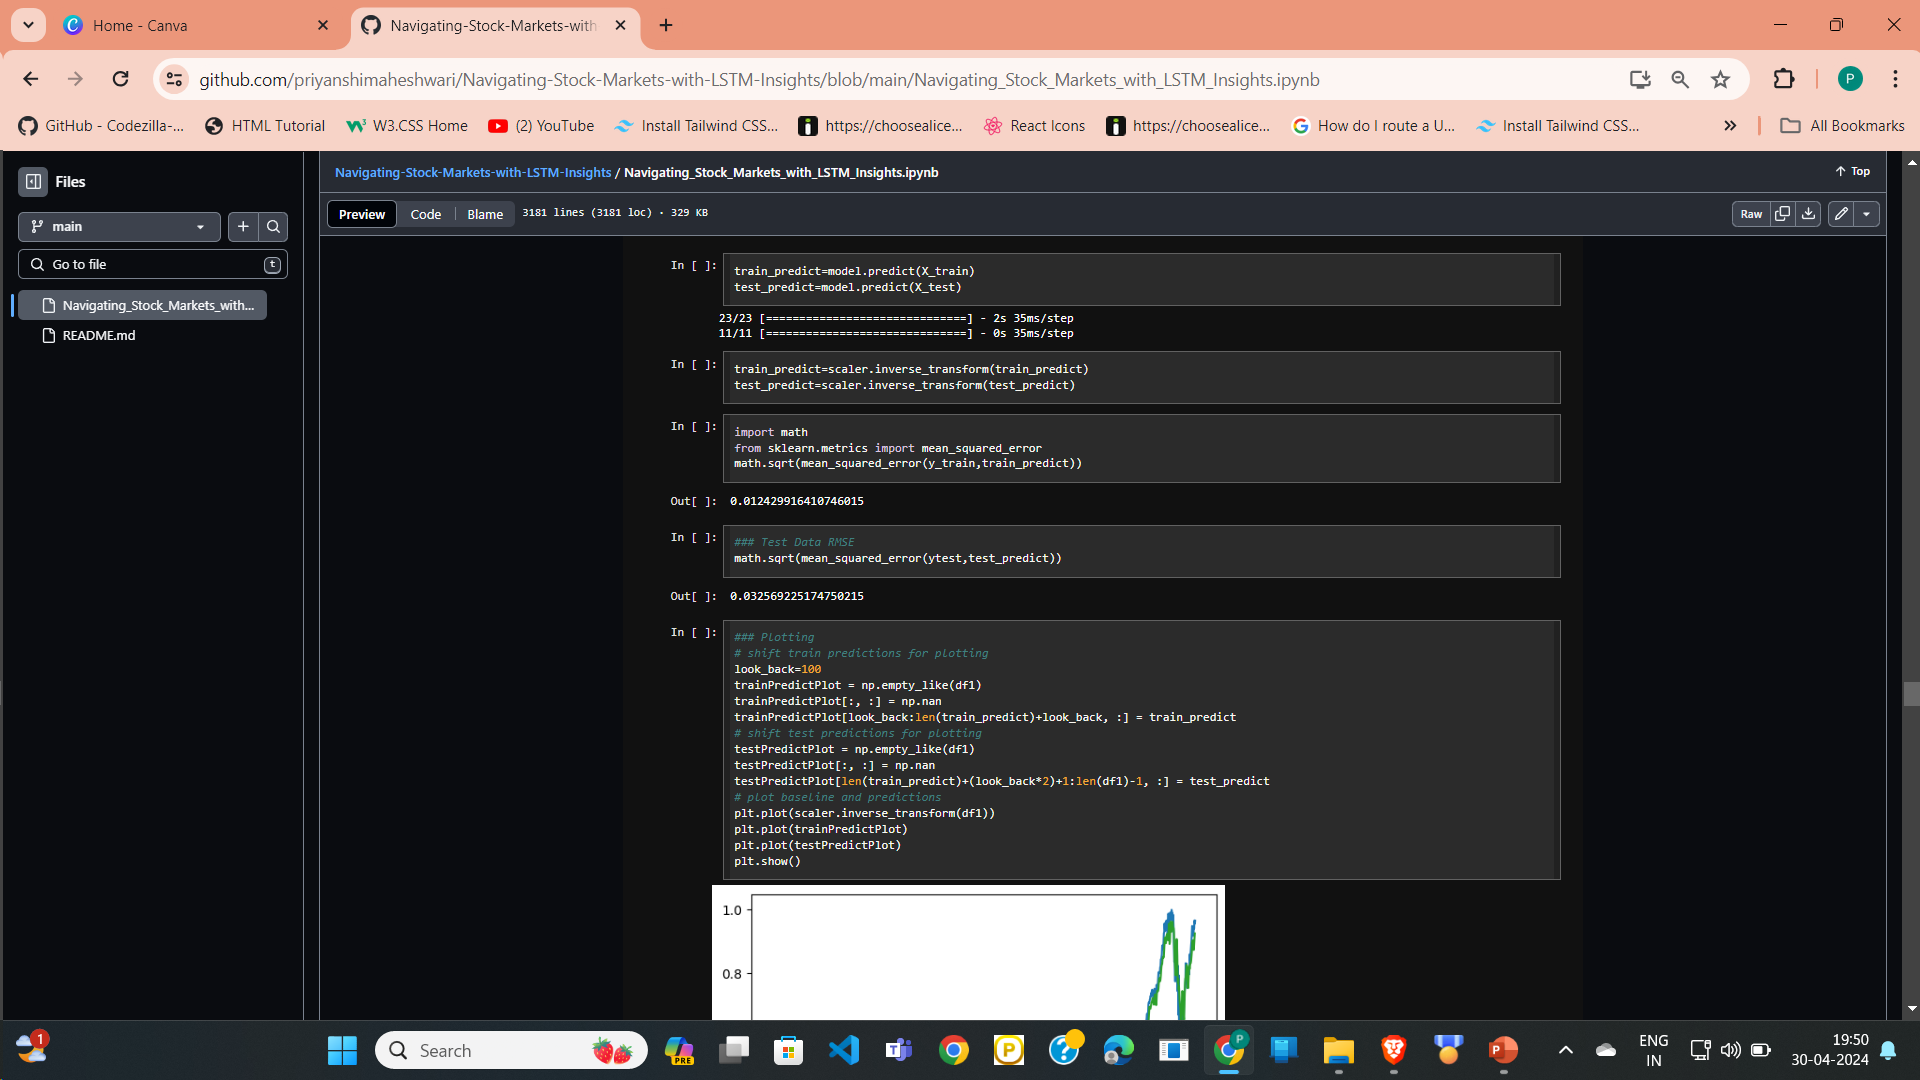 Home - Canva
Navigating-Stock-Markets-with
github.com/priyanshimaheshwari/Navigating-Stock-Markets-with-LSTM-Insights/blob/main/Navigating_Stock_Markets_with_LSTM_Insights.ipynb
P
GitHub - Codezilla-...
HTML Tutorial
W3.CSS Home
(2) YouTube
Install Tailwind CSS...
https://choosealice...
React Icons
https://choosealice...
How do I route a U...
Install Tailwind CSS...
All Bookmarks
Files
main
Go to file
t
Navigating_Stock_Markets_with...
README.md
Navigating-Stock-Markets-with-LSTM-Insights / Navigating_Stock_Markets_with_LSTM_Insights.ipynb
Top
Preview
Code
Blame
3181 lines (3181 loc) · 329 KB
Raw
In [ ]:
train_predict=model.predict(X_train)
test_predict=model.predict(X_test)
23/23 [==============================] - 2s 35ms/step
11/11 [==============================] - 0s 35ms/step
In [ ]:
train_predict=scaler.inverse_transform(train_predict)
test_predict=scaler.inverse_transform(test_predict)
In [ ]:
import math
from sklearn.metrics import mean_squared_error
math.sqrt(mean_squared_error(y_train,train_predict))
Out[ ]: 0.012429916410746015
In [ ]:
### Test Data RMSE
math.sqrt(mean_squared_error(ytest,test_predict))
Out[ ]: 0.032569225174750215
In [ ]:
### Plotting
# shift train predictions for plotting
look_back=100
trainPredictPlot = np.empty_like(df1)
trainPredictPlot[:, :] = np.nan
trainPredictPlot[look_back:len(train_predict)+look_back, :] = train_predict
# shift test predictions for plotting
testPredictPlot = np.empty_like(df1)
testPredictPlot[:, :] = np.nan
testPredictPlot[len(train_predict)+(look_back*2)+1:len(df1)-1, :] = test_predict
# plot baseline and predictions
plt.plot(scaler.inverse_transform(df1))
plt.plot(trainPredictPlot)
plt.plot(testPredictPlot)
plt.show()
1.0
0.8
1
Search
PRE
P
P
ENG
IN
19:50
30-04-2024